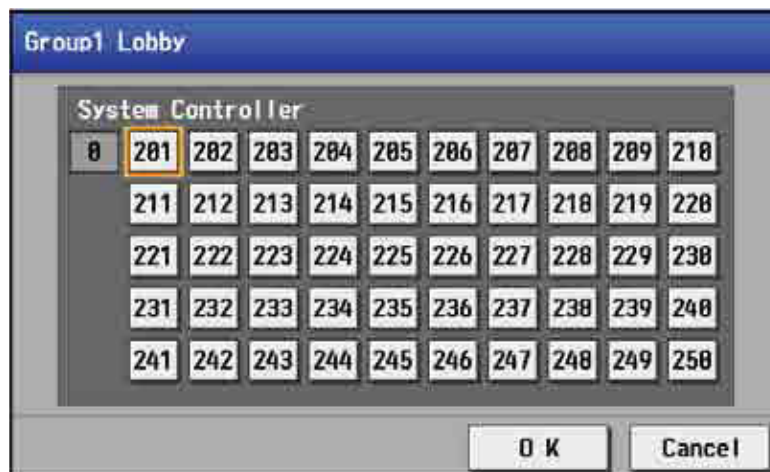 Group1 Lobby
System Controller
0 201 202 203 204 205 206 207 208 209 210
211 212 213 214 215 216 217 218 219 220
221 222 223 224 225 226 227 228 229 230
231 232 233 234 235 236 237 238 239 240
241 242 243 244 245 246 247 248 249 250
OK Cancel